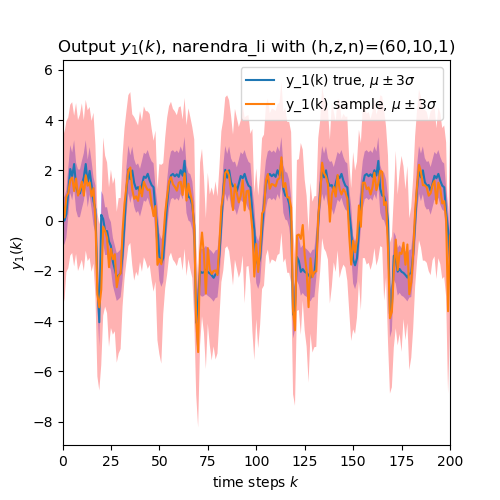 Output y₁(k), narendra_li with (h,z,n)=(60,10,1)
y_1(k) true, μ ± 3σ
y_1(k) sample, μ ± 3σ
6
4
2
0
−2
−4
−6
−8
y₁(k)
0 25 50 75 100 125 150 175 200
time steps k